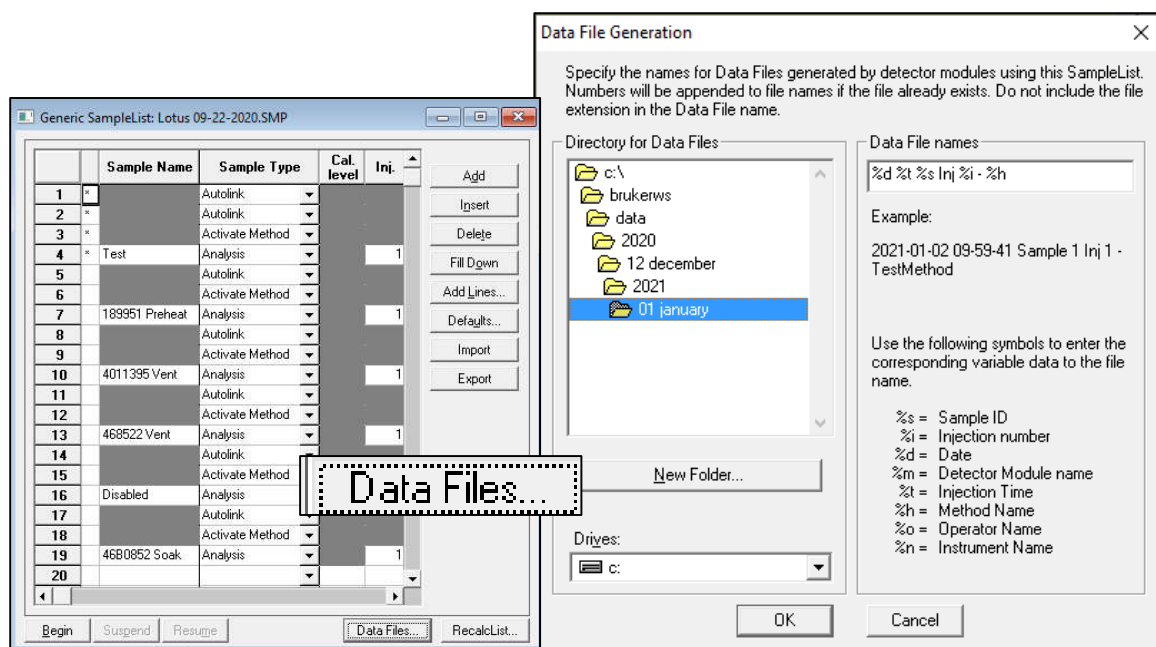 Generic SampleList: Lotus 09-22-2020.SMP
Sample Name Sample Type Cal. level Inj.
1 * Autolink
2 * Autolink
3 * Activate Method
4 * Test Analysis 1
5 Autolink
6 Activate Method
7 189951 Preheat Analysis 1
8 Autolink
9 Activate Method
10 4011395 Vent Analysis 1
11 Autolink
12 Activate Method
13 468522 Vent Analysis 1
14 Autolink
15 Activate Method
16 Disabled Analysis
17 Autolink
18 Activate Method
19 46B0852 Soak Analysis 1
20
Add
Insert
Delete
Fill Down
Add Lines...
Defaults...
Import
Export
Begin Suspend Resume Data Files... RecalcList...
Data Files...
Data File Generation
Specify the names for Data Files generated by detector modules using this SampleList.
Numbers will be appended to file names if the file already exists. Do not include the file
extension in the Data File name.
Directory for Data Files
c:\
brukerws
data
2020
12 december
2021
01 january
New Folder...
Drives:
c:
Data File names
%d %t %s Inj %i - %h
Example:
2021-01-02 09-59-41 Sample 1 Inj 1 -
TestMethod
Use the following symbols to enter the
corresponding variable data to the file
name.
%s = Sample ID
%i = Injection number
%d = Date
%m = Detector Module name
%t = Injection Time
%h = Method Name
%o = Operator Name
%n = Instrument Name
OK Cancel